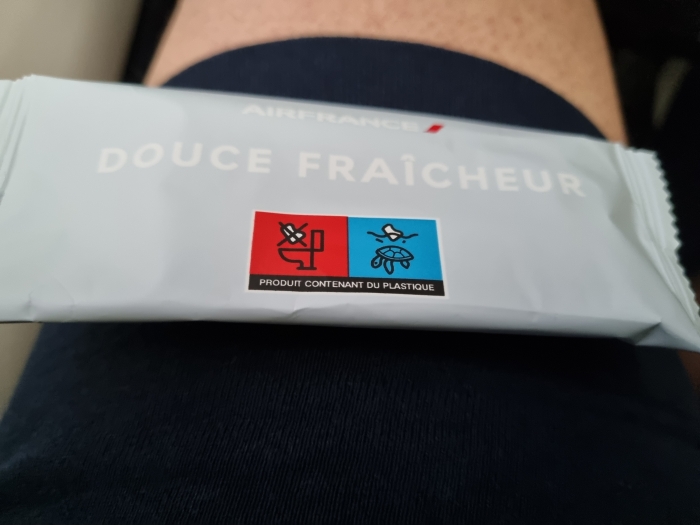 AIRFRANCE
DOUCE FRAÎCHEUR
PRODUIT CONTENANT DU PLASTIQUE